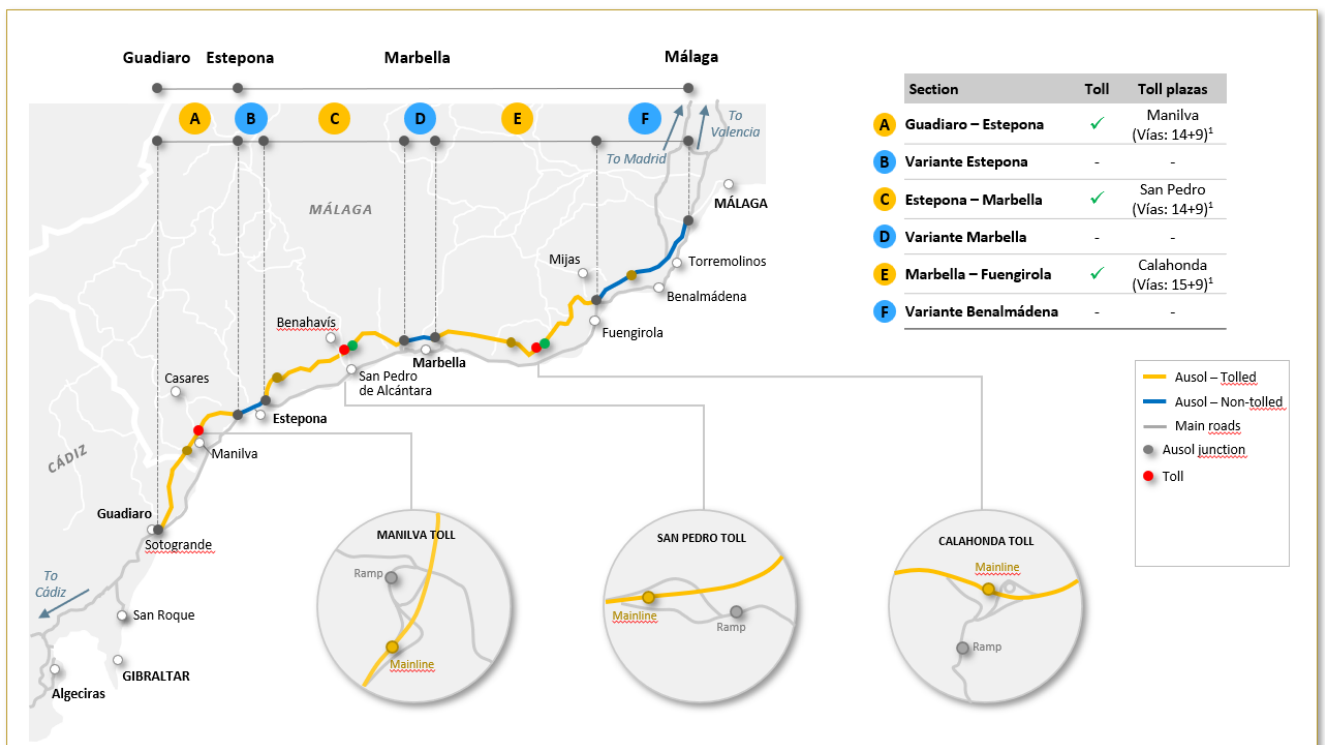 Guadiaro Estepona Marbella Málaga
A B C D E F
To Madrid
To
Valencia
MÁLAGA
MÁLAGA
Mijas
Torremolinos
Benalmádena
Fuengirola
Benahavís
Marbella
San Pedro
de Alcántara
Casares
Estepona
Manilva
CÁDIZ
Guadiaro
Sotogrande
To
Cádiz
San Roque
GIBRALTAR
Algeciras
MANILVA TOLL
Ramp
Mainline
SAN PEDRO TOLL
Mainline
Ramp
CALAHONDA TOLL
Mainline
Ramp
Section Toll Toll plazas
A Guadiaro – Estepona ✓ Manilva
(Vías: 14+9)¹
B Variante Estepona - -
C Estepona – Marbella ✓ San Pedro
(Vías: 14+9)¹
D Variante Marbella - -
E Marbella – Fuengirola ✓ Calahonda
(Vías: 15+9)¹
F Variante Benalmádena - -
Ausol – Tolled
Ausol – Non-tolled
Main roads
Ausol junction
Toll